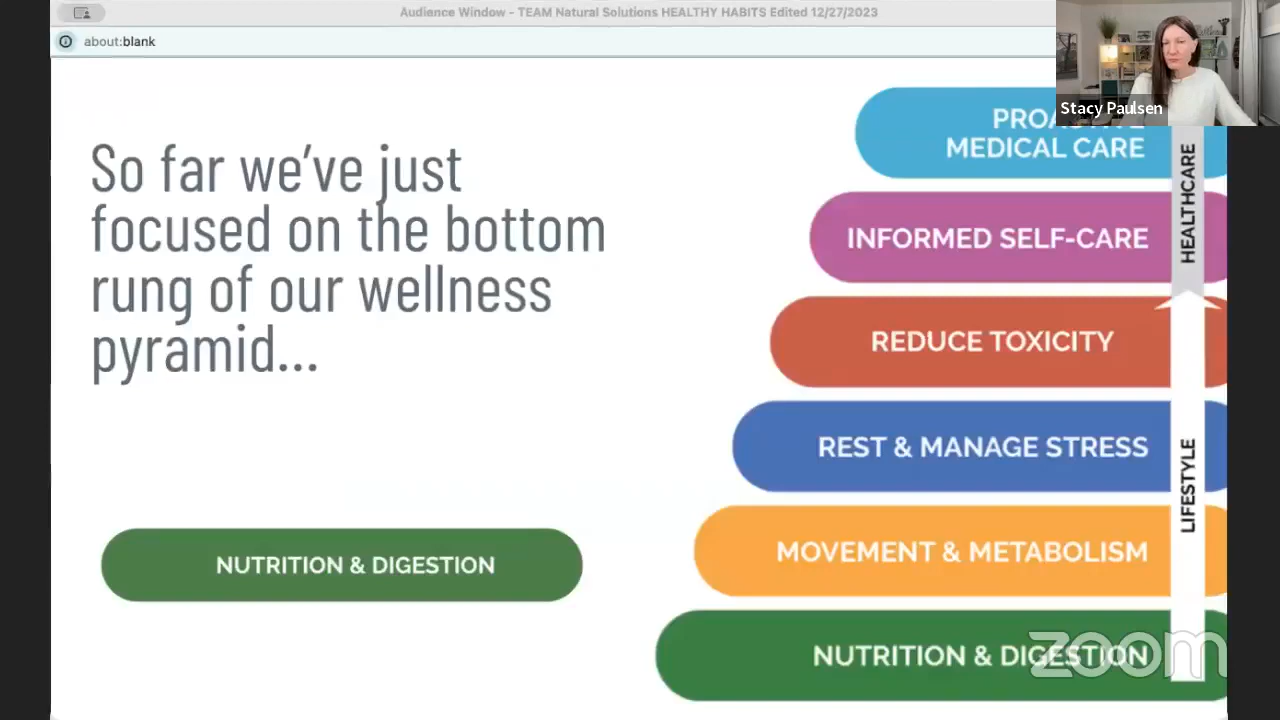 Audience Window - TEAM Natural Solutions HEALTHY HABITS Edited 12/27/2023
about:blank
Stacy Paulsen
So far we've just
focused on the bottom
rung of our wellness
pyramid...
NUTRITION & DIGESTION
PROACTIVE
MEDICAL CARE
INFORMED SELF-CARE
REDUCE TOXICITY
REST & MANAGE STRESS
MOVEMENT & METABOLISM
NUTRITION & DIGESTION
HEALTHCARE
LIFESTYLE
zoom